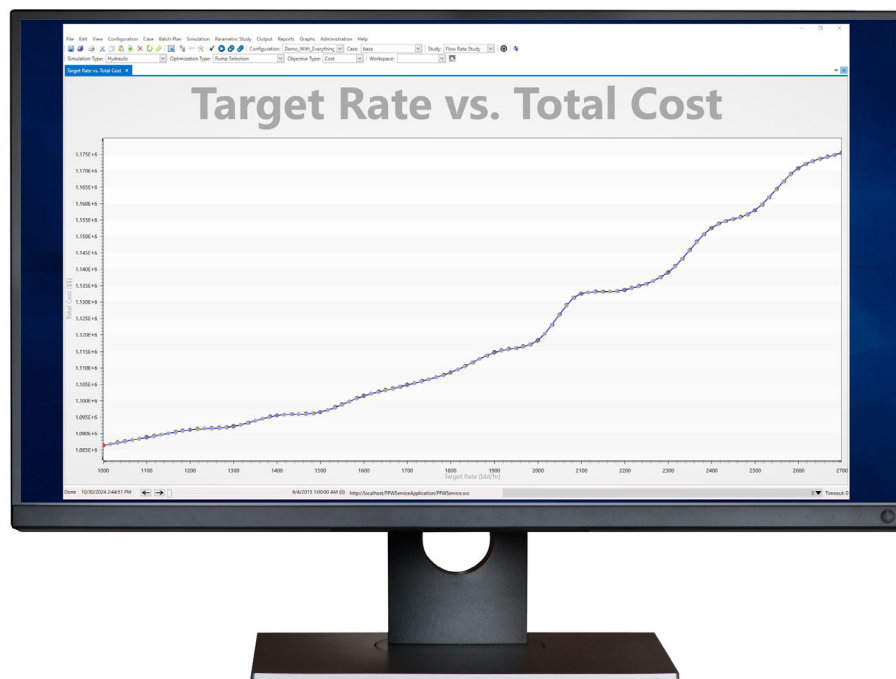 File Edit View Configuration Case Batch Plan Simulation Parametric Study Output Reports Graphs Administration Help
Configuration: Demo_With_Everything Case: base Study: Flow Rate Study
Simulation Type: Hydraulic Optimization Type: Pump Selection Objective Type: Cost Workspace:
Target Rate vs. Total Cost
Target Rate vs. Total Cost
1.175E+6
1.170E+6
1.165E+6
1.160E+6
1.155E+6
1.150E+6
1.145E+6
1.140E+6
1.135E+6
1.130E+6
1.125E+6
1.120E+6
1.115E+6
1.110E+6
1.105E+6
1.100E+6
1.095E+6
1.090E+6
1.085E+6
Total Cost ($$)
1000 1100 1200 1300 1400 1500 1600 1700 1800 1900 2000 2100 2200 2300 2400 2500 2600 2700
Target Rate (bbl/hr)
Done 10/30/2024 2:44:51 PM 8/4/2015 1:00:00 AM (0) http://localhost/PFWServiceApplication/PFWService.svc 0 Timeout: 0